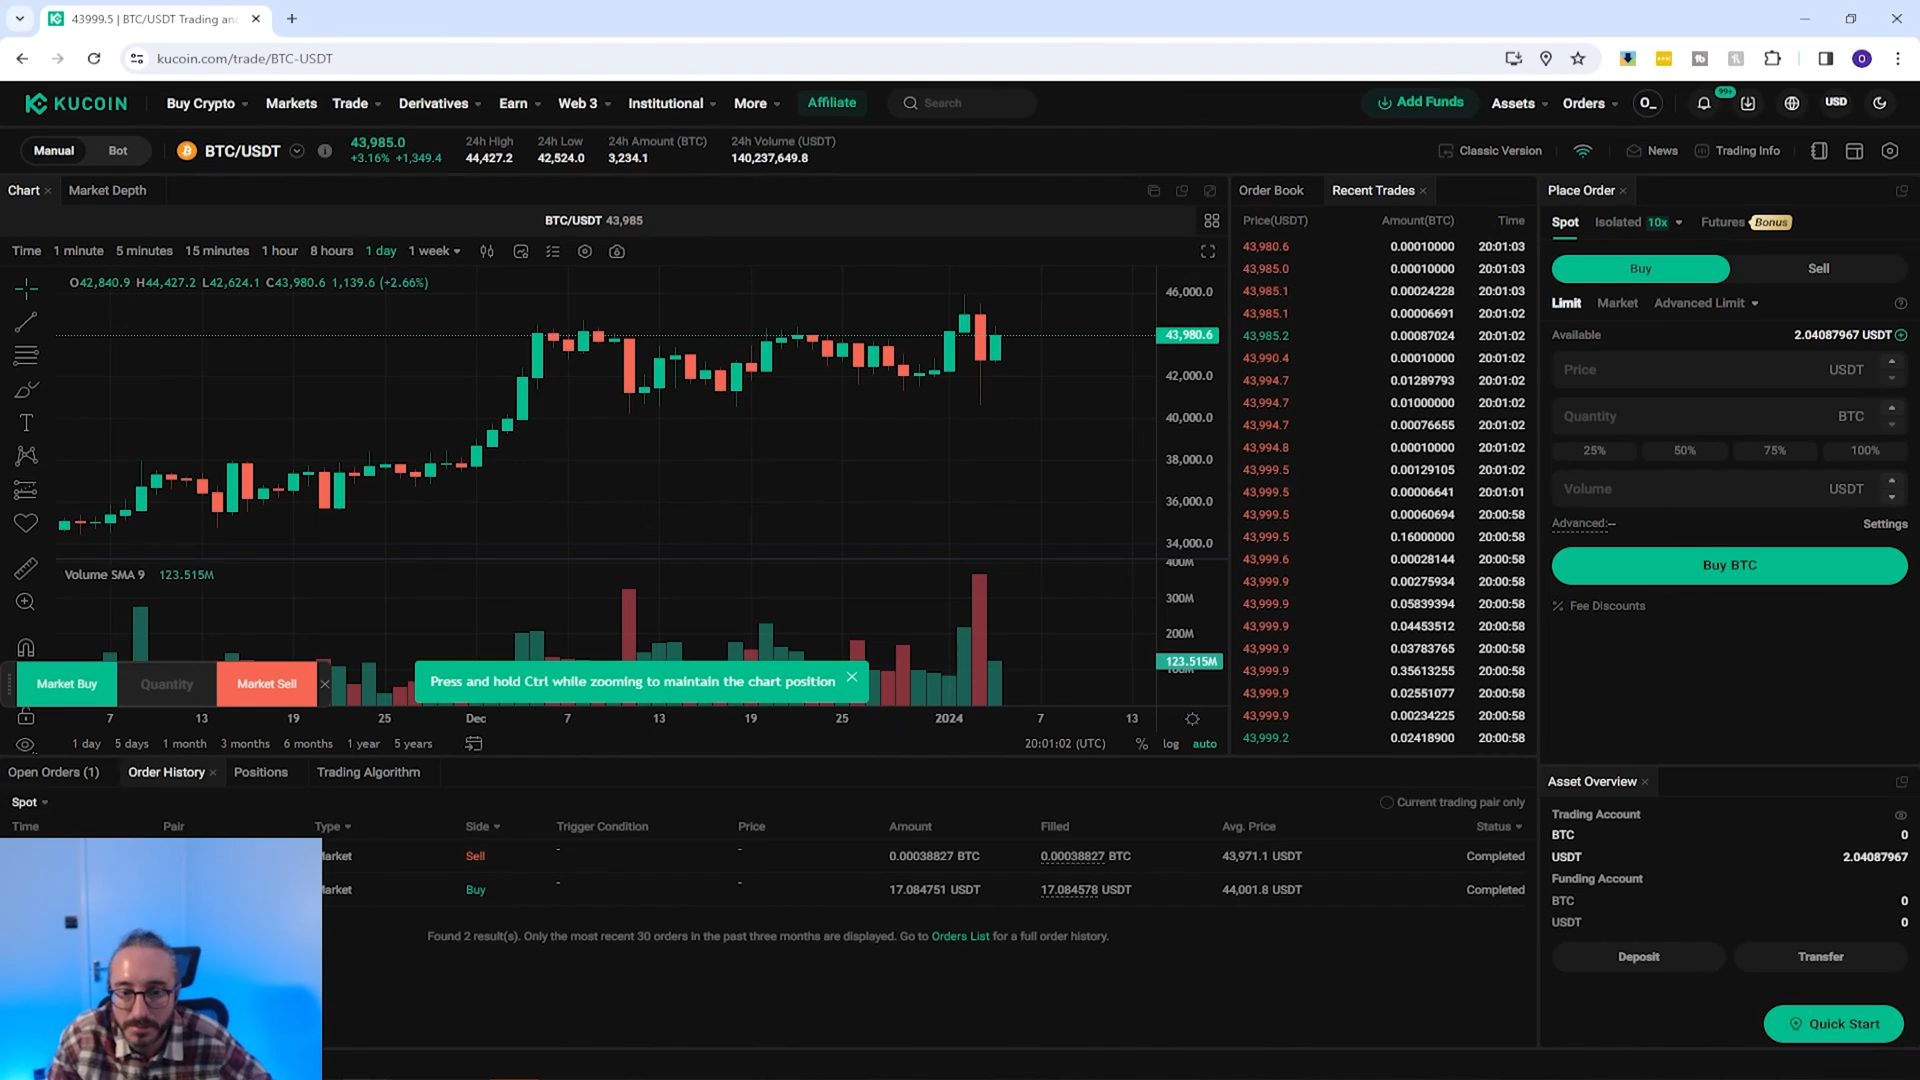 43999.5 | BTC/USDT Trading and
kucoin.com/trade/BTC-USDT
KUCOIN Buy Crypto Markets Trade Derivatives Earn Web 3 Institutional More Affiliate Search Add Funds Assets Orders O_ 99+ USD
Manual Bot BTC/USDT 43,985.0 +3.16% +1,349.4
24h High 44,427.2
24h Low 42,524.0
24h Amount (BTC) 3,234.1
24h Volume (USDT) 140,237,649.8
Classic Version News Trading Info
Chart Market Depth
BTC/USDT 43,985
Time 1 minute 5 minutes 15 minutes 1 hour 8 hours 1 day 1 week
O42,840.9 H44,427.2 L42,624.1 C43,980.6 1,139.6 (+2.66%)
46,000.0
43,980.6
42,000.0
40,000.0
38,000.0
36,000.0
34,000.0
Volume SMA 9 123.515M
400M
300M
200M
123.515M
100M
Market Buy Quantity Market Sell
Press and hold Ctrl while zooming to maintain the chart position
7 13 19 25 Dec 7 13 19 25 2024 7 13
1 day 5 days 1 month 3 months 6 months 1 year 5 years 20:01:02 (UTC) % log auto
Order Book Recent Trades
Price(USDT) Amount(BTC) Time
43,980.6 0.00010000 20:01:03
43,985.0 0.00010000 20:01:03
43,985.1 0.00024228 20:01:03
43,985.1 0.00006691 20:01:03
43,985.2 0.00087024 20:01:02
43,990.4 0.00010000 20:01:02
43,994.7 0.01289793 20:01:02
43,994.7 0.01000000 20:01:02
43,994.7 0.00076655 20:01:02
43,994.8 0.00010000 20:01:02
43,999.5 0.00129105 20:01:02
43,999.5 0.00006641 20:01:01
43,999.5 0.00060694 20:00:58
43,999.5 0.16000000 20:00:58
43,999.6 0.00028144 20:00:58
43,999.9 0.00275934 20:00:58
43,999.9 0.05839394 20:00:58
43,999.9 0.04453512 20:00:58
43,999.9 0.03783765 20:00:58
43,999.9 0.35613255 20:00:58
43,999.9 0.02551077 20:00:58
43,999.9 0.00234225 20:00:58
43,999.2 0.02418900 20:00:58
Place Order
Spot Isolated 10x Futures Bonus
Buy Sell
Limit Market Advanced Limit
Available 2.04087967 USDT
Price USDT
Quantity BTC
25% 50% 75% 100%
Volume USDT
Advanced:-- Settings
Buy BTC
Fee Discounts
Open Orders (1) Order History Positions Trading Algorithm
Spot Current trading pair only
Time Pair Type Side Trigger Condition Price Amount Filled Avg. Price Status
arket Sell - - 0.00038827 BTC 0.00038827 BTC 43,971.1 USDT Completed
arket Buy - - 17.084751 USDT 17.084578 USDT 44,001.8 USDT Completed
Found 2 result(s). Only the most recent 30 orders in the past three months are displayed. Go to Orders List for a full order history.
Asset Overview
Trading Account
BTC 0
USDT 2.04087967
Funding Account
BTC 0
USDT 0
Deposit Transfer
Quick Start